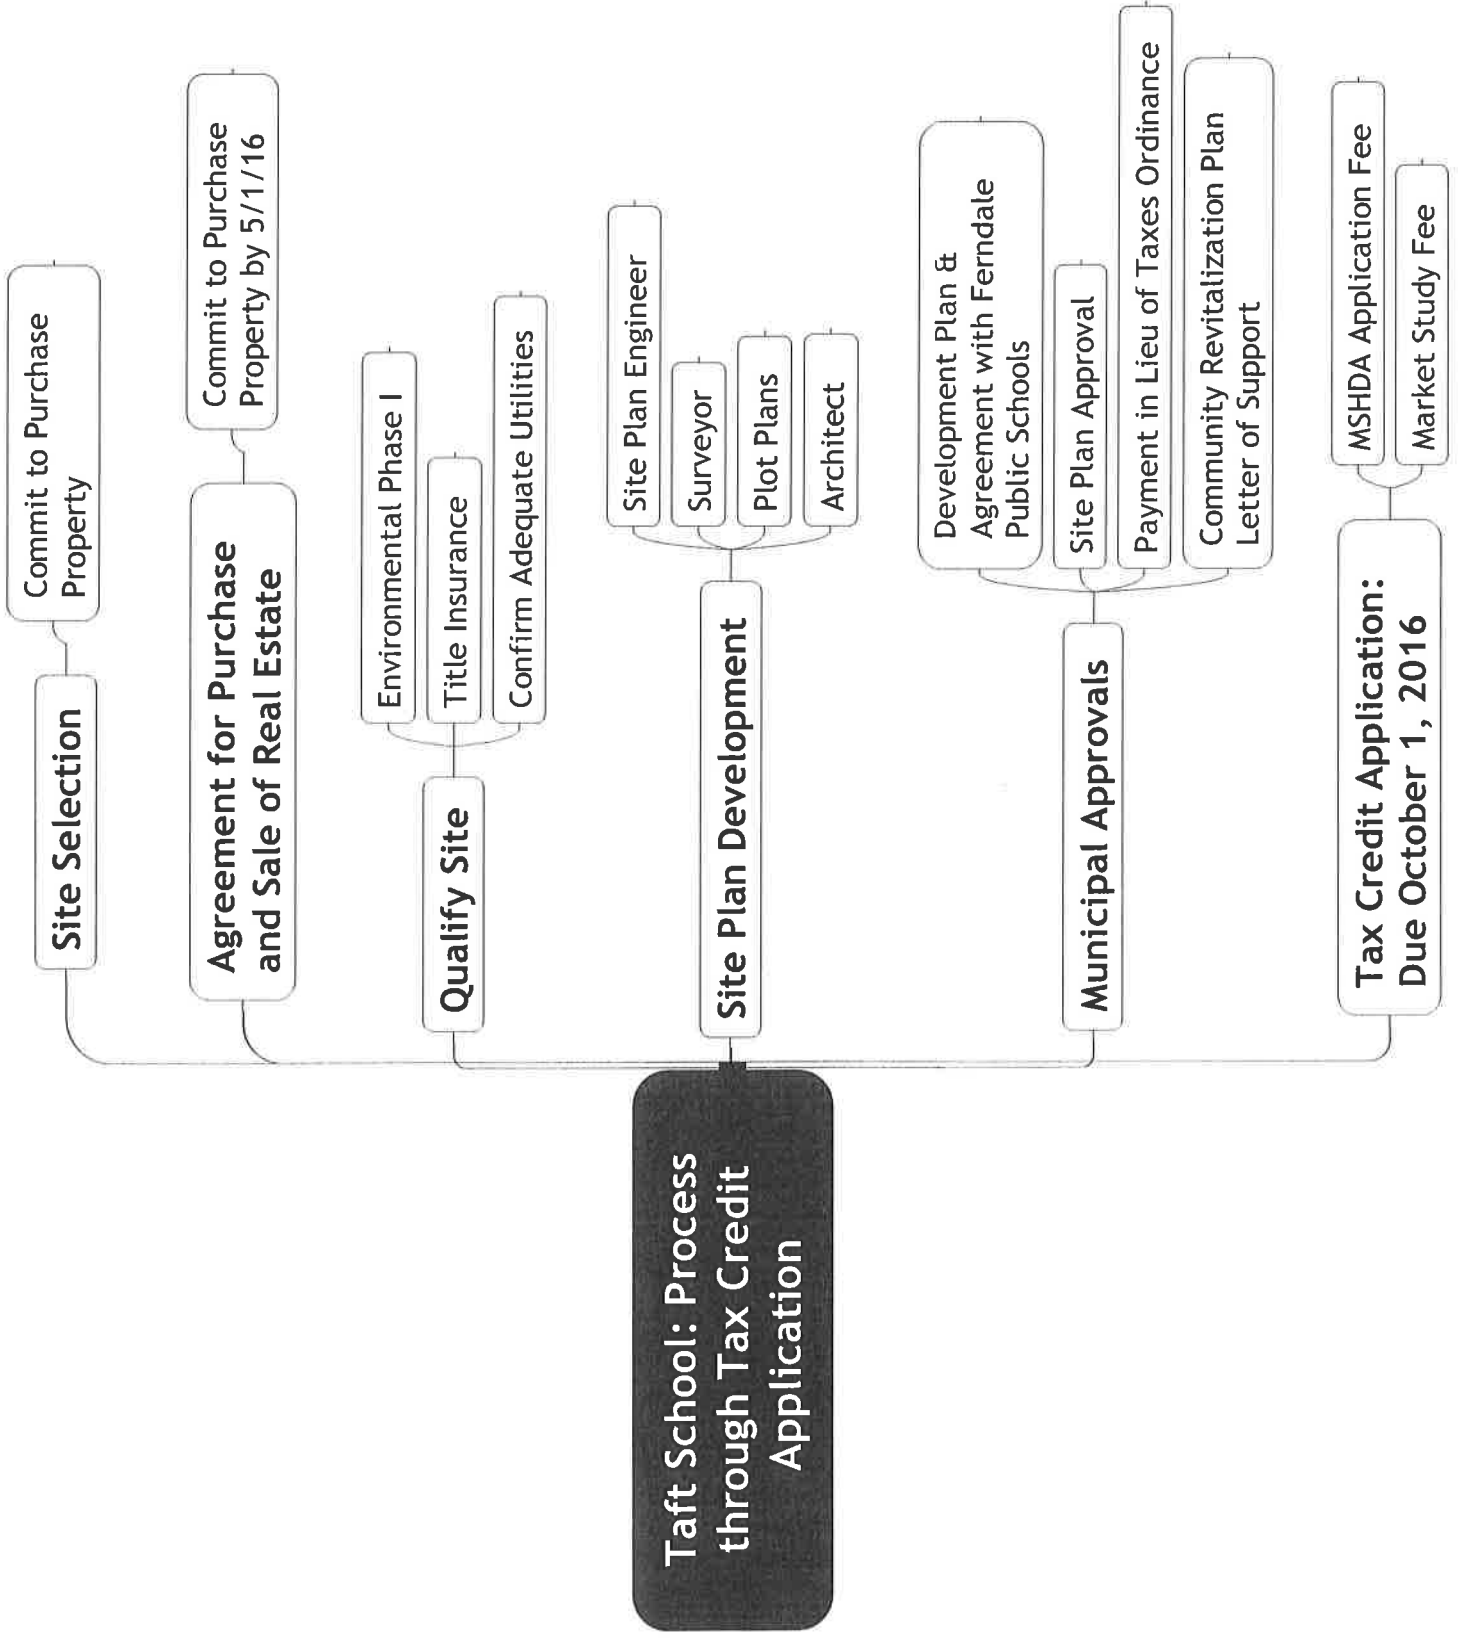 Taft School: Process
through Tax Credit
Application
Site Selection
Commit to Purchase
Property
Agreement for Purchase
and Sale of Real Estate
Commit to Purchase
Property by 5/1/16
Qualify Site
Environmental Phase I
Title Insurance
Confirm Adequate Utilities
Site Plan Development
Site Plan Engineer
Surveyor
Plot Plans
Architect
Municipal Approvals
Development Plan &
Agreement with Ferndale
Public Schools
Site Plan Approval
Payment in Lieu of Taxes Ordinance
Community Revitalization Plan
Letter of Support
Tax Credit Application:
Due October 1, 2016
MSHDA Application Fee
Market Study Fee